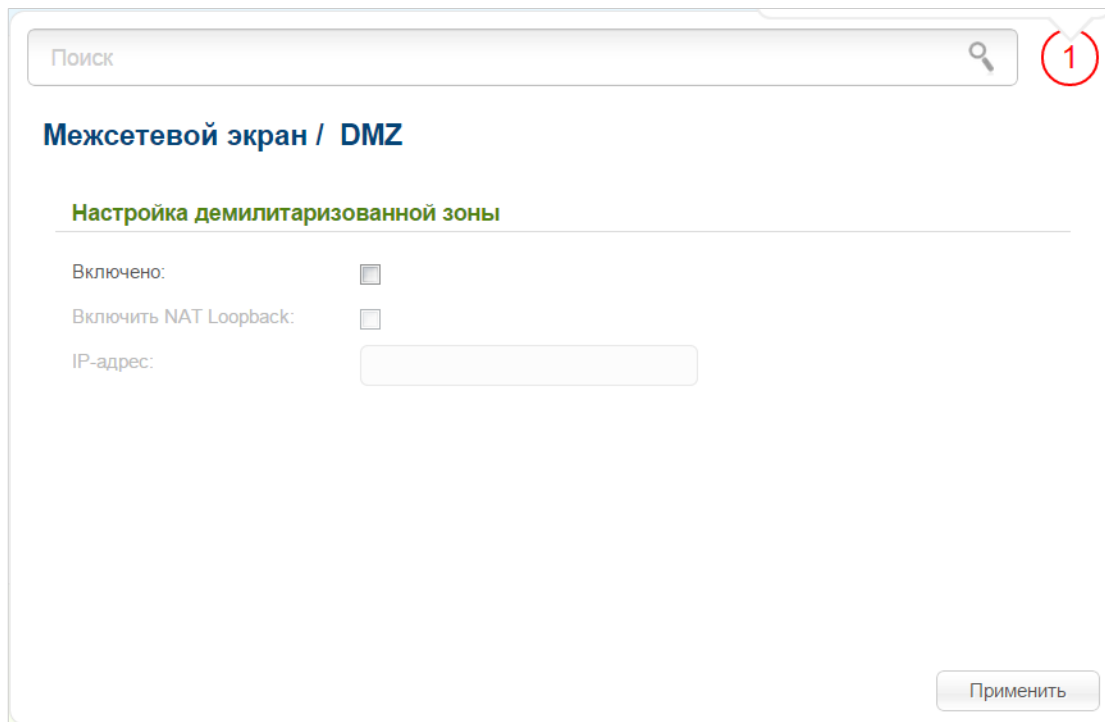 Поиск
1
Межсетевой экран / DMZ
Настройка демилитаризованной зоны
Включено:
Включить NAT Loopback:
IP-адрес:
Применить